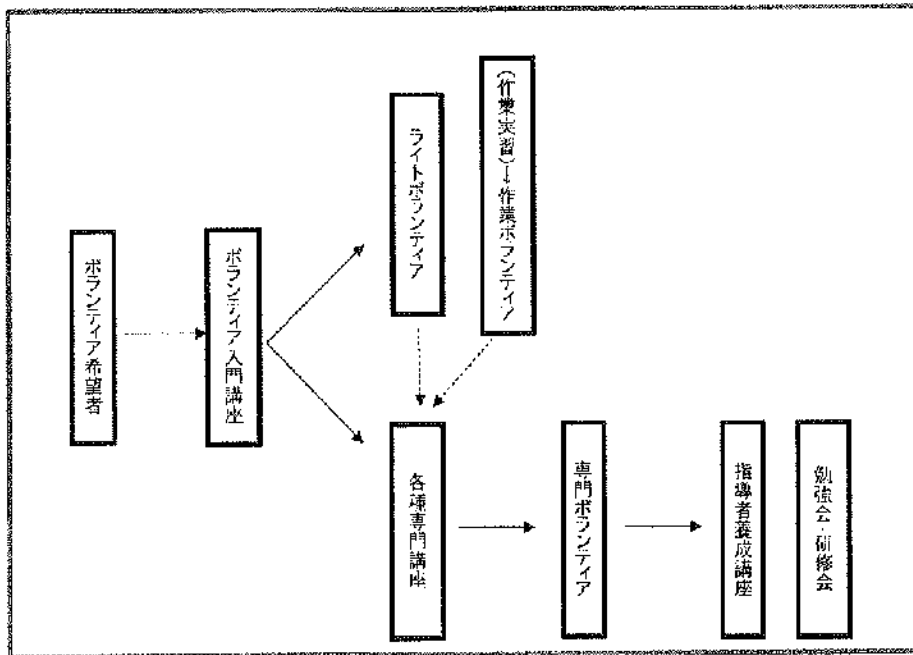 ボランティア希望者
ボランティア入門講座
ライトボランティア
(作業実習)→作業ボランティア
各種専門講座
専門ボランティア
指導者養成講座
勉強会・研修会